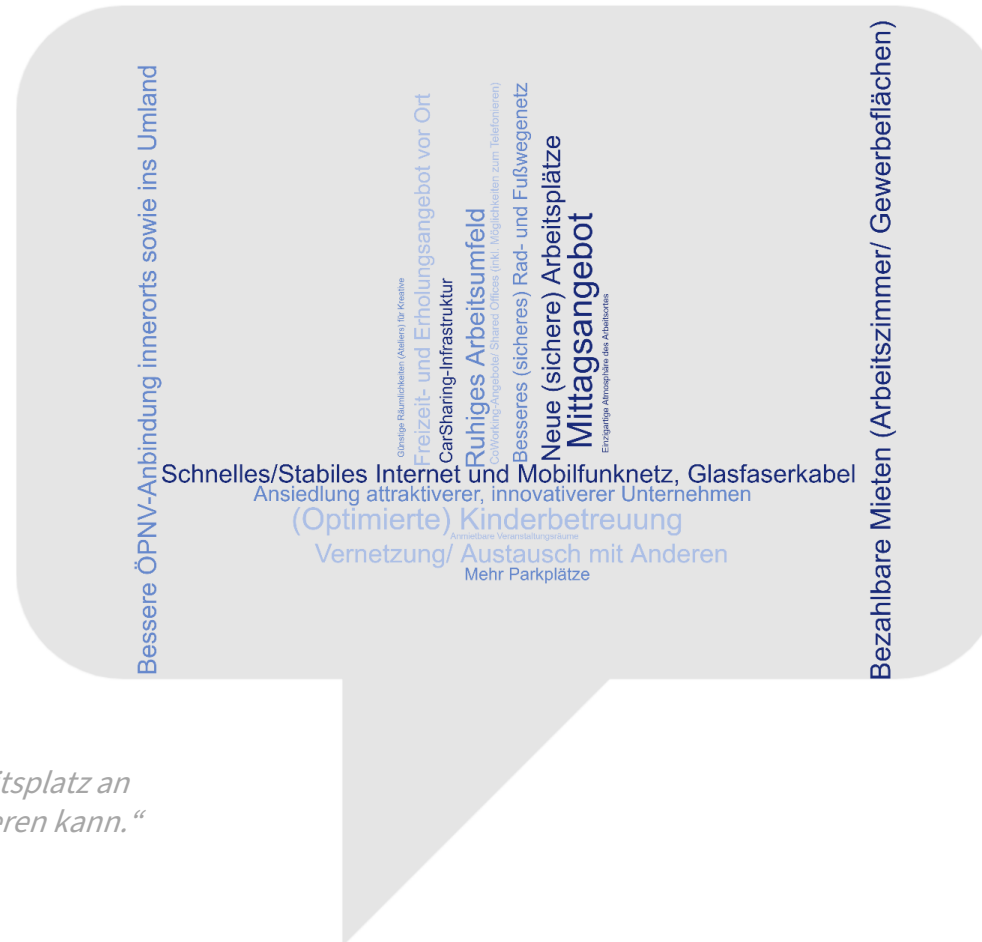 Bessere ÖPNV-Anbindung innerorts sowie ins Umland
Günstige Räumlichkeiten (Ateliers) für Kreative
Freizeit- und Erholungsangebot vor Ort
CarSharing-Infrastruktur
Ruhiges Arbeitsumfeld
CoWorking-Angebote/ Shared Offices (inkl. Möglichkeiten zum Telefonieren)
Besseres (sicheres) Rad- und Fußwegenetz
Neue (sichere) Arbeitsplätze
Mittagsangebot
Einzigartige Atmosphäre des Arbeitsortes
Bezahlbare Mieten (Arbeitszimmer/ Gewerbeflächen)
Schnelles/Stabiles Internet und Mobilfunknetz, Glasfaserkabel
Ansiedlung attraktiverer, innovativerer Unternehmen
(Optimierte) Kinderbetreuung
Anmietbare Veranstaltungsräume
Vernetzung/ Austausch mit Anderen
Mehr Parkplätze
itsplatz an
eren kann.“